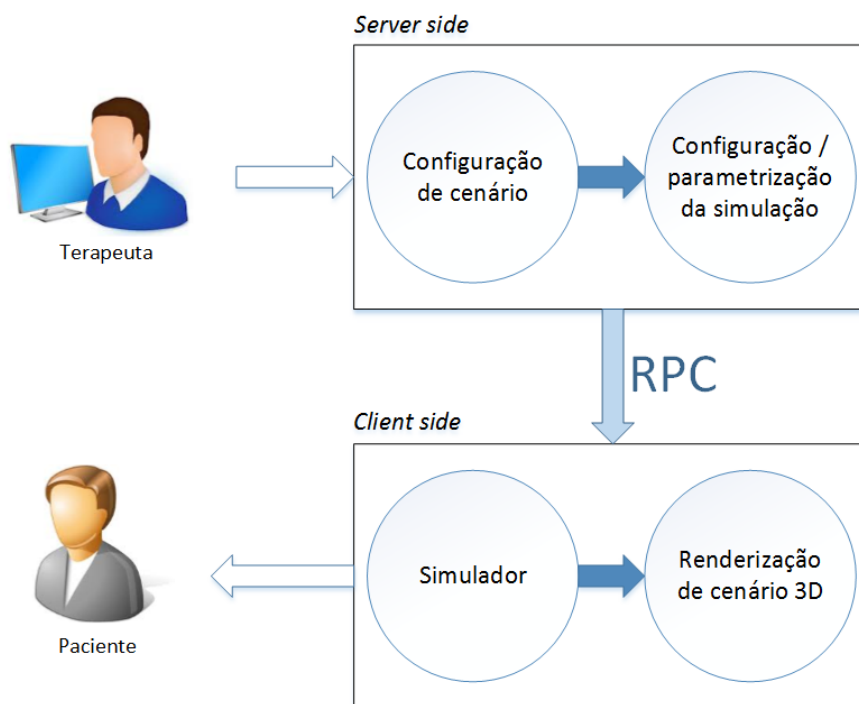 Server side
Configuração
de cenário
Configuração /
parametrização
da simulação
Terapeuta
RPC
Client side
Simulador
Renderização
de cenário 3D
Paciente